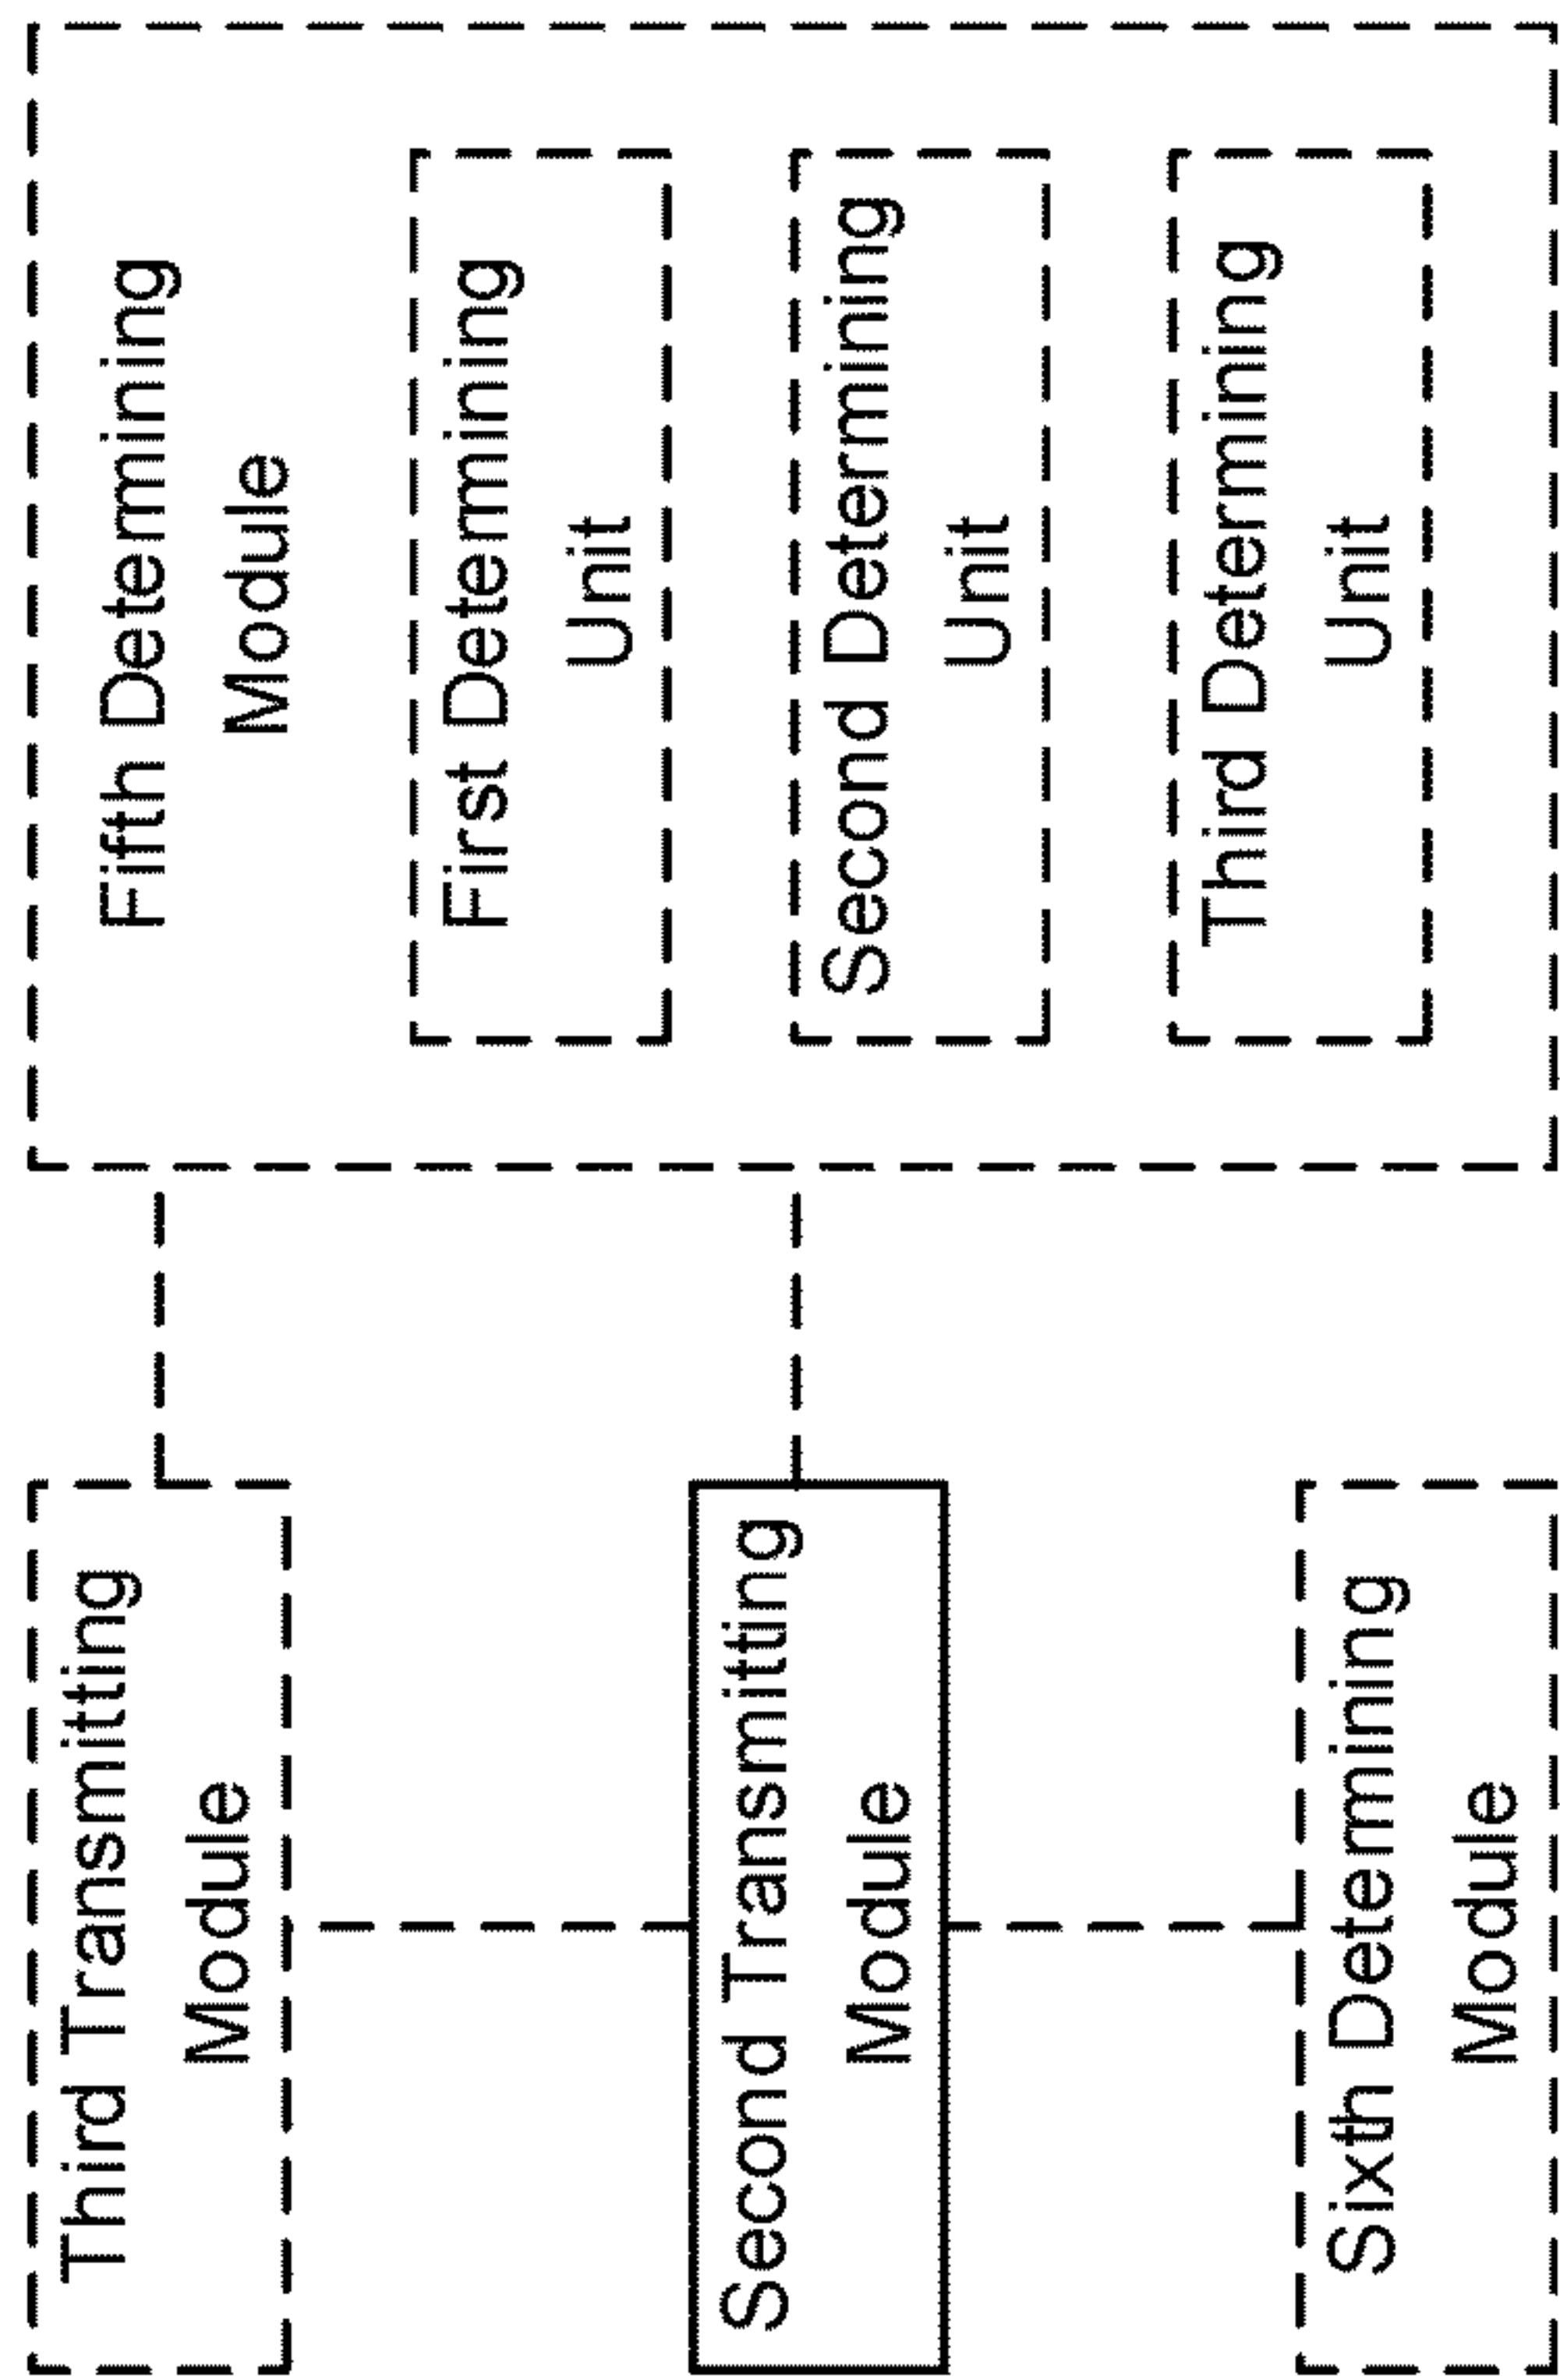 Third Transmitting
Module
Second Transmitting
Module
Sixth Determining
Module
Fifth Determining
Module
First Determining
Unit
Second Determining
Unit
Third Determining
Unit